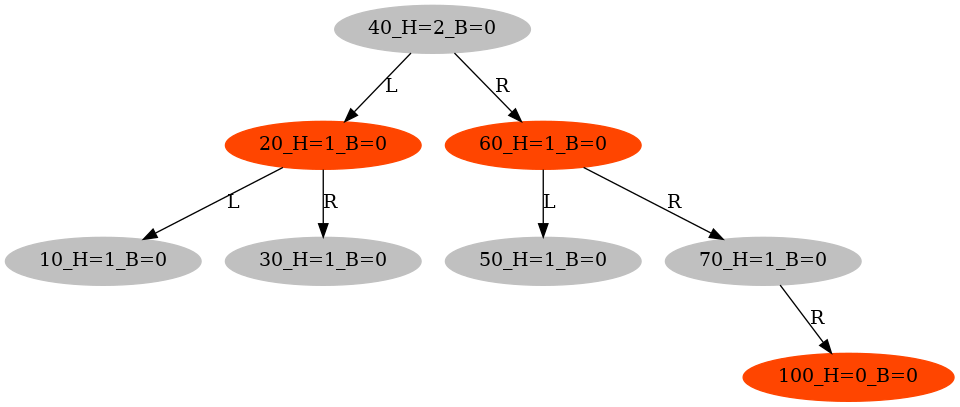 40_H=2_B=0
L
R
20_H=1_B=0
60_H=1_B=0
L
R
L
R
10_H=1_B=0
30_H=1_B=0
50_H=1_B=0
70_H=1_B=0
R
100_H=0_B=0